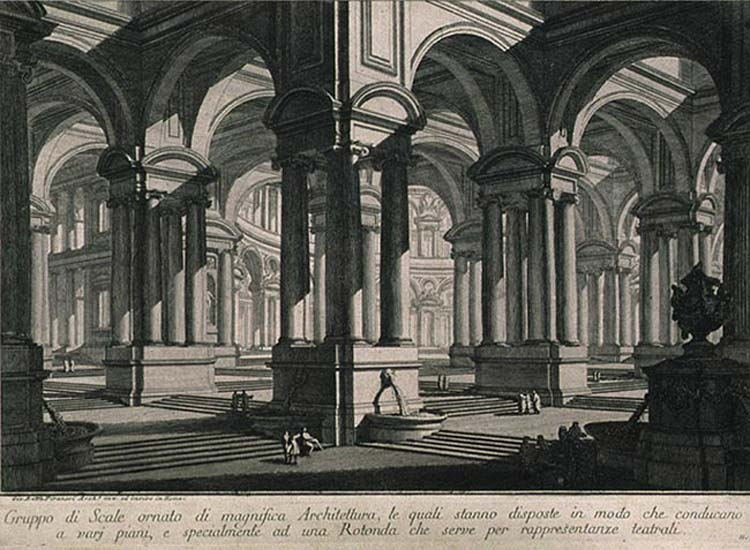 Gio. Batta Piranesi Arch.º inv. ed incise in Roma.
Gruppo di Scale ornato di magnifica Architettura, le quali stanno disposte in modo che conducano
a varj piani, e specialmente ad una Rotonda che serve per rappresentanze teatrali.